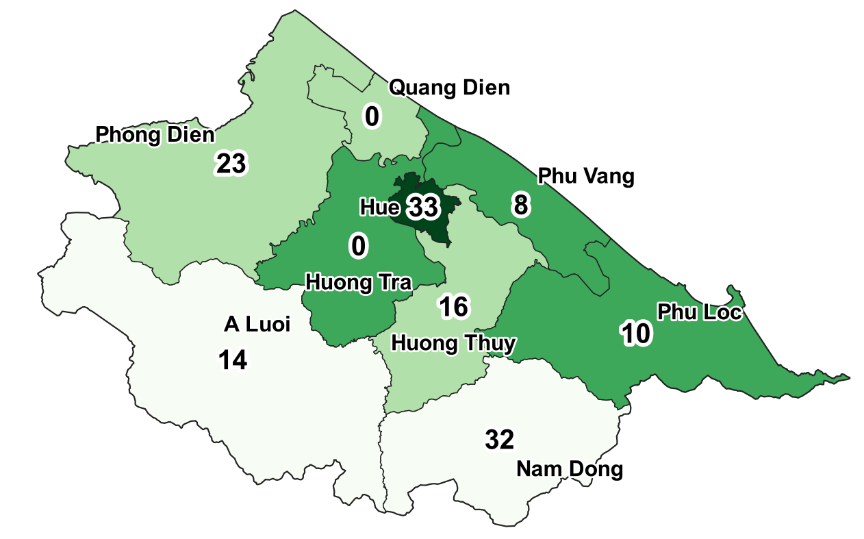 Quang Dien
0
Phong Dien
23
Phu Vang
8
Hue 33
0
Huong Tra
16
Huong Thuy
Phu Loc
10
A Luoi
14
32
Nam Dong